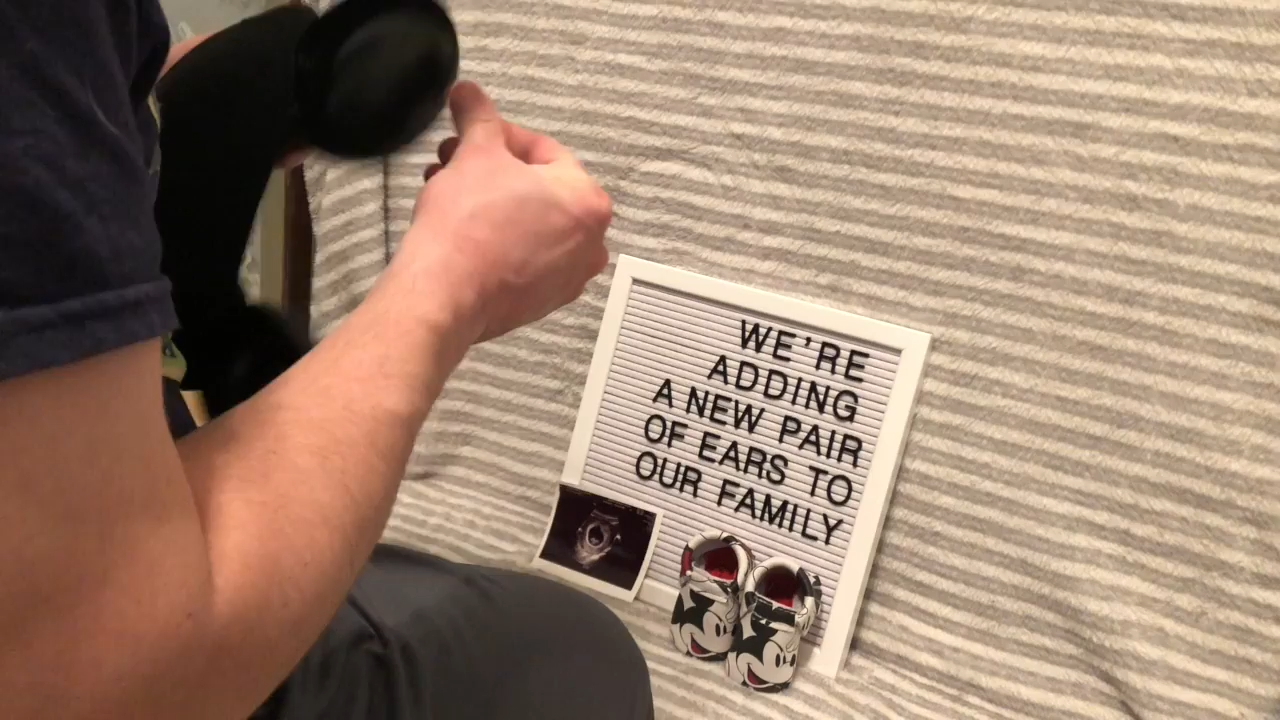 WE'RE
ADDING
A NEW PAIR
OF EARS TO
OUR FAMILY